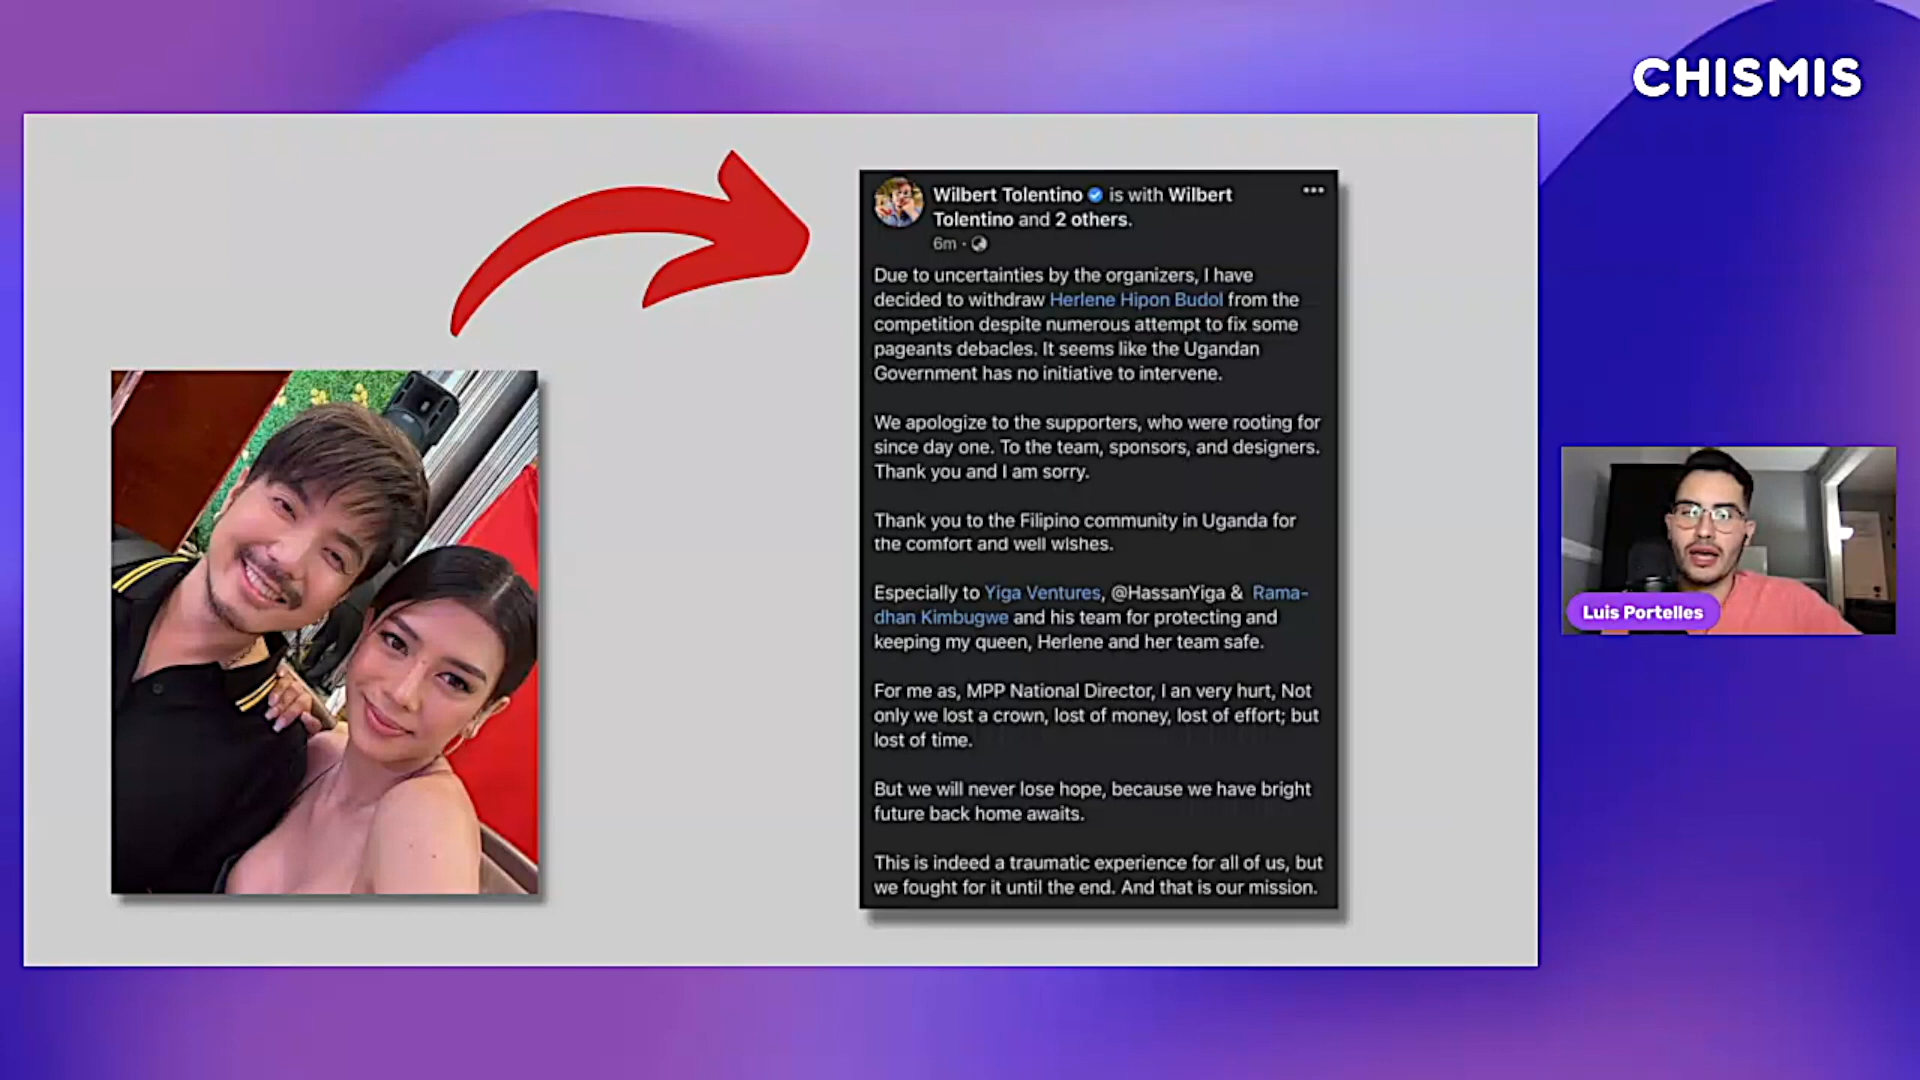 CHISMIS
Wilbert Tolentino is with Wilbert
Tolentino and 2 others.
6m ·
Due to uncertainties by the organizers, I have
decided to withdraw Herlene Hipon Budol from the
competition despite numerous attempt to fix some
pageants debacles. It seems like the Ugandan
Government has no initiative to intervene.
We apologize to the supporters, who were rooting for
since day one. To the team, sponsors, and designers.
Thank you and I am sorry.
Thank you to the Filipino community in Uganda for
the comfort and well wishes.
Especially to Yiga Ventures, @HassanYiga & Rama-
dhan Kimbugwe and his team for protecting and
keeping my queen, Herlene and her team safe.
For me as, MPP National Director, I an very hurt, Not
only we lost a crown, lost of money, lost of effort; but
lost of time.
But we will never lose hope, because we have bright
future back home awaits.
This is indeed a traumatic experience for all of us, but
we fought for it until the end. And that is our mission.
Luis Portelles